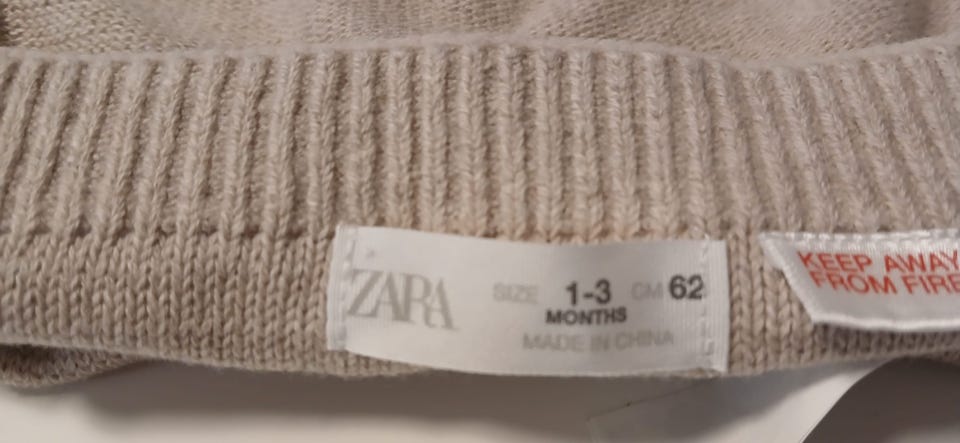 ZARA
SIZE 1-3 MONTHS CM 62
MADE IN CHINA
KEEP AWAY
FROM FIRE